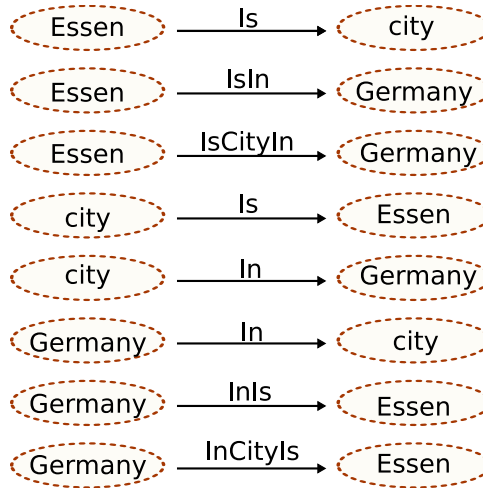 Essen Is city
Essen IsIn Germany
Essen IsCityIn Germany
city Is Essen
city In Germany
Germany In city
Germany InIs Essen
Germany InCityIs Essen